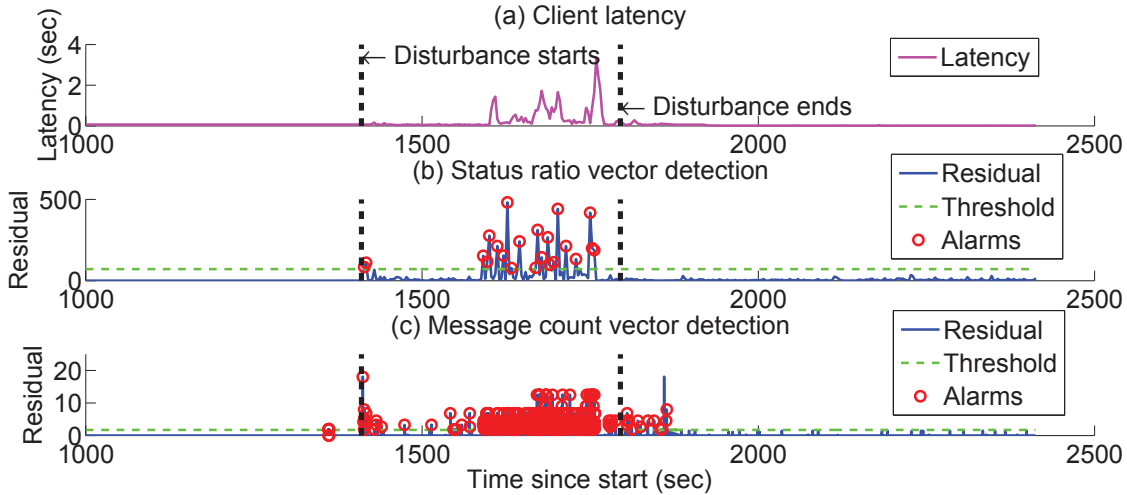 (a) Client latency
Latency (sec)
4
2
0
← Disturbance starts
← Disturbance ends
Latency
1000
1500
2000
2500
(b) Status ratio vector detection
Residual
500
0
Residual
Threshold
Alarms
1000
1500
2000
2500
(c) Message count vector detection
Residual
20
10
0
Residual
Threshold
Alarms
1000
1500
2000
2500
Time since start (sec)